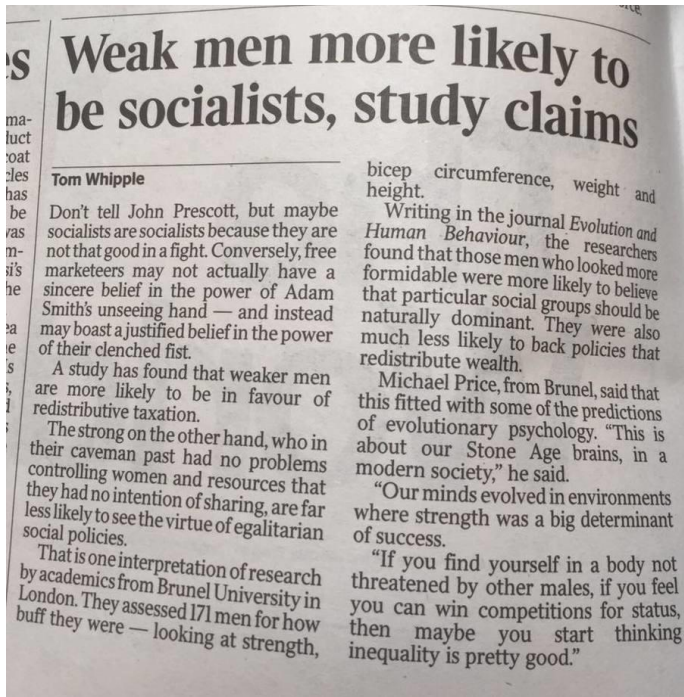 Weak men more likely to
be socialists, study claims
Tom Whipple
Don't tell John Prescott, but maybe
socialists are socialists because they are
not that good in a fight. Conversely, free
marketeers may not actually have a
sincere belief in the power of Adam
Smith's unseeing hand — and instead
may boast a justified belief in the power
of their clenched fist.
A study has found that weaker men
are more likely to be in favour of
redistributive taxation.
The strong on the other hand, who in
their caveman past had no problems
controlling women and resources that
they had no intention of sharing, are far
less likely to see the virtue of egalitarian
social policies.
That is one interpretation of research
by academics from Brunel University in
London. They assessed 171 men for how
buff they were — looking at strength,
bicep circumference, weight and
height.
Writing in the journal Evolution and
Human Behaviour, the researchers
found that those men who looked more
formidable were more likely to believe
that particular social groups should be
naturally dominant. They were also
much less likely to back policies that
redistribute wealth.
Michael Price, from Brunel, said that
this fitted with some of the predictions
of evolutionary psychology. “This is
about our Stone Age brains, in a
modern society,” he said.
“Our minds evolved in environments
where strength was a big determinant
of success.
“If you find yourself in a body not
threatened by other males, if you feel
you can win competitions for status,
then maybe you start thinking
inequality is pretty good.”